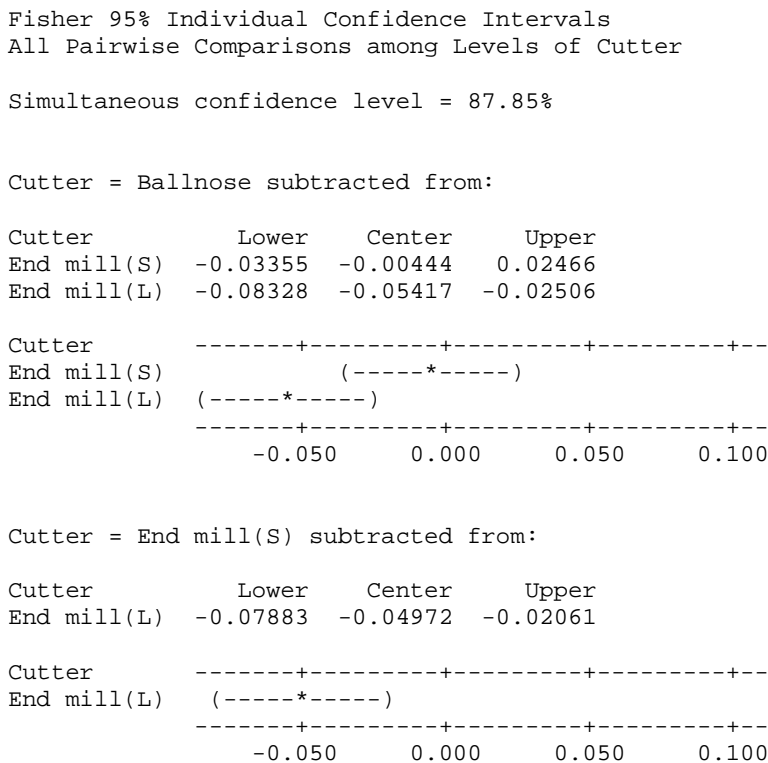 Fisher 95% Individual Confidence Intervals
All Pairwise Comparisons among Levels of Cutter
Simultaneous confidence level = 87.85%
Cutter = Ballnose subtracted from:
Cutter         Lower    Center     Upper
End mill(S)  -0.03355  -0.00444   0.02466
End mill(L)  -0.08328  -0.05417  -0.02506
Cutter       -------+---------+---------+---------+--
End mill(S)            (-----*-----)
End mill(L)  (-----*-----)
             -------+---------+---------+---------+--
                 -0.050     0.000     0.050     0.100
Cutter = End mill(S) subtracted from:
Cutter         Lower    Center     Upper
End mill(L)  -0.07883  -0.04972  -0.02061
Cutter       -------+---------+---------+---------+--
End mill(L)   (-----*-----)
             -------+---------+---------+---------+--
                 -0.050     0.000     0.050     0.100